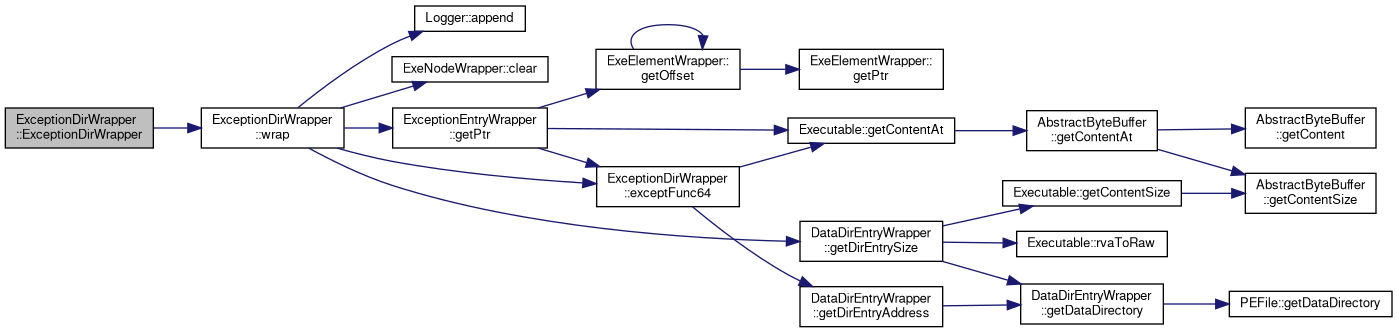 ExceptionDirWrapper
::ExceptionDirWrapper
ExceptionDirWrapper
::wrap
Logger::append
ExeNodeWrapper::clear
ExceptionEntryWrapper
::getPtr
ExeElementWrapper::
getOffset
ExeElementWrapper::
getPtr
Executable::getContentAt
ExceptionDirWrapper
::exceptFunc64
DataDirEntryWrapper
::getDirEntrySize
DataDirEntryWrapper
::getDirEntryAddress
AbstractByteBuffer
::getContentAt
Executable::getContentSize
Executable::rvaToRaw
DataDirEntryWrapper
::getDataDirectory
AbstractByteBuffer
::getContent
AbstractByteBuffer
::getContentSize
PEFile::getDataDirectory